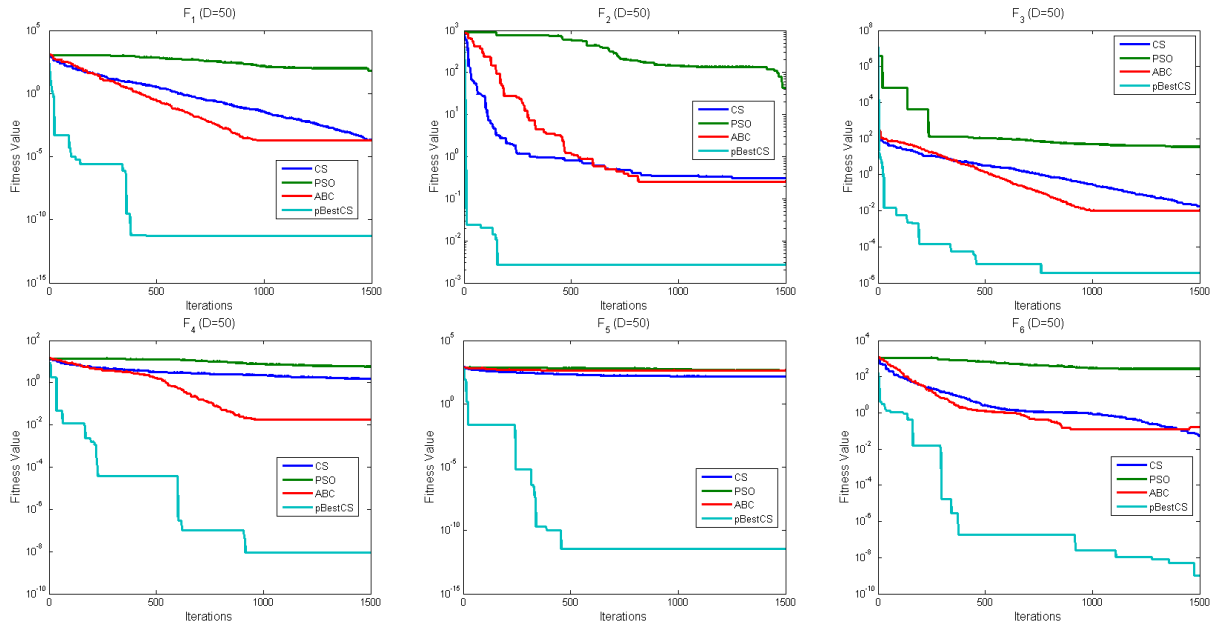 F1 (D=50)
10^5
10^0
10^-5
10^-10
10^-15
Fitness Value
CS
PSO
ABC
pBestCS
0
500
1000
1500
Iterations
F2 (D=50)
10^3
10^2
10^1
10^0
10^-1
10^-2
10^-3
Fitness Value
CS
PSO
ABC
pBestCS
0
500
1000
1500
Iterations
F3 (D=50)
10^8
10^6
10^4
10^2
10^0
10^-2
10^-4
10^-6
Fitness Value
CS
PSO
ABC
pBestCS
0
500
1000
1500
Iterations
F4 (D=50)
10^2
10^0
10^-2
10^-4
10^-6
10^-8
10^-10
Fitness Value
CS
PSO
ABC
pBestCS
0
500
1000
1500
Iterations
F5 (D=50)
10^5
10^0
10^-5
10^-10
10^-15
Fitness Value
CS
PSO
ABC
pBestCS
0
500
1000
1500
Iterations
F6 (D=50)
10^4
10^2
10^0
10^-2
10^-4
10^-6
10^-8
10^-10
Fitness Value
CS
PSO
ABC
pBestCS
0
500
1000
1500
Iterations